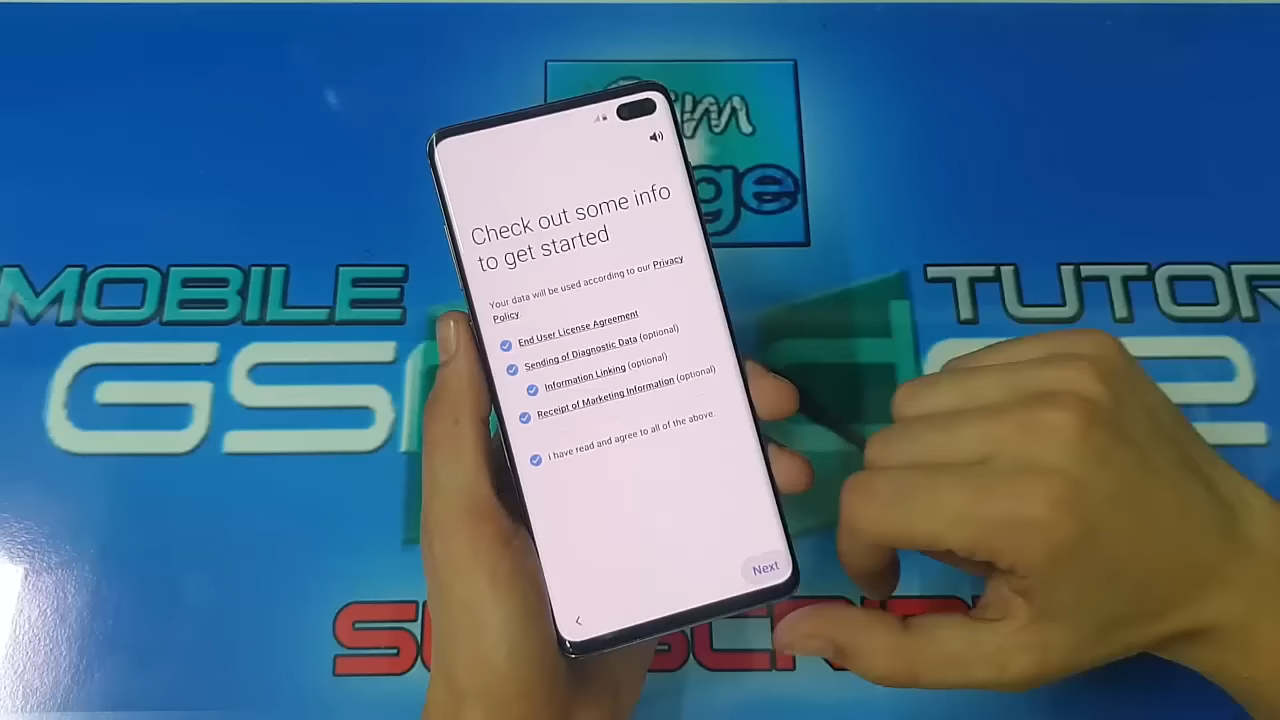 Check out some info
to get started
Your data will be used according to our Privacy
Policy.
End User License Agreement
Sending of Diagnostic Data (optional)
Information Linking (optional)
Receipt of Marketing Information (optional)
I have read and agree to all of the above.
Next
MOBILE
TUTOR
GS